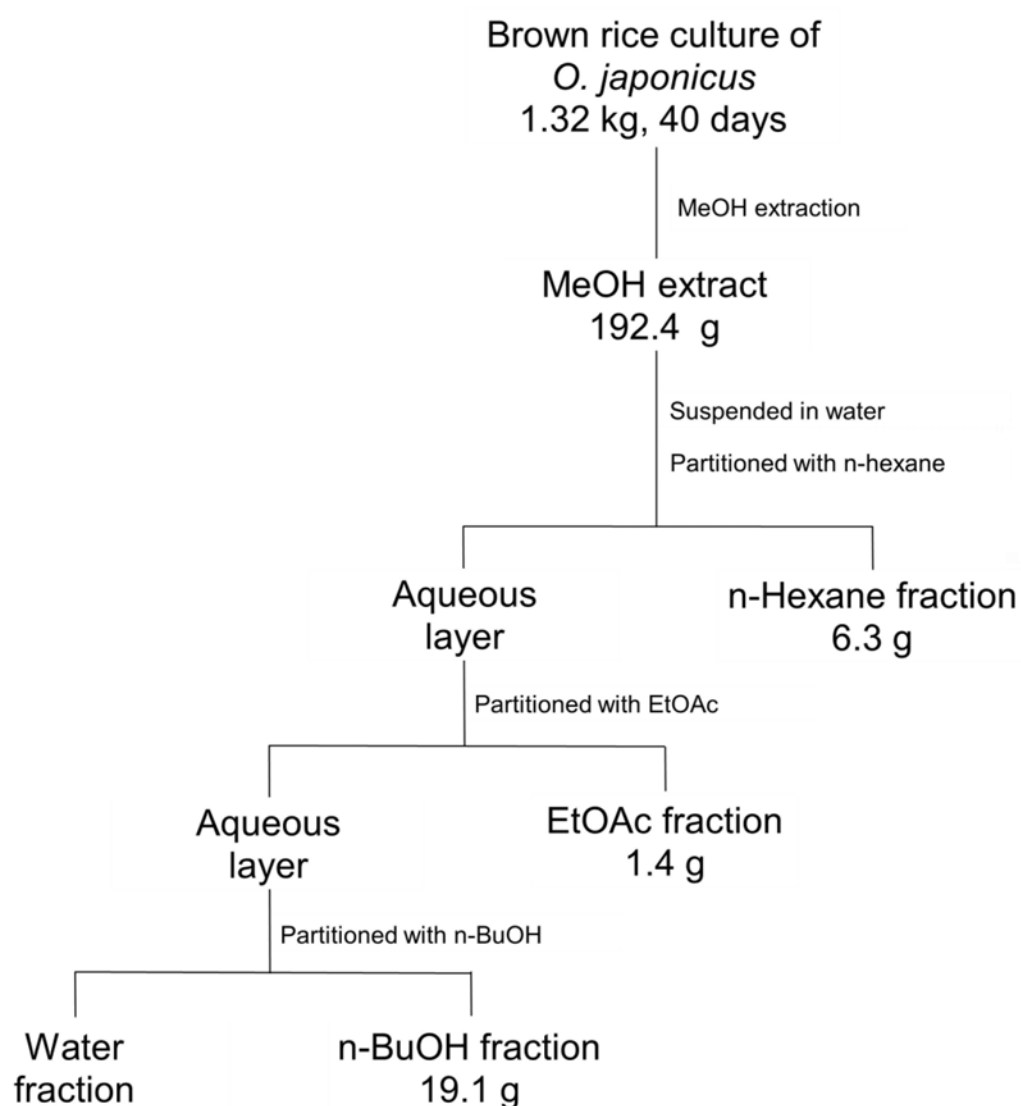 Brown rice culture of
O. japonicus
1.32 kg, 40 days
MeOH extraction
MeOH extract
192.4 g
Suspended in water
Partitioned with n-hexane
Aqueous
layer
n-Hexane fraction
6.3 g
Partitioned with EtOAc
Aqueous
layer
EtOAc fraction
1.4 g
Partitioned with n-BuOH
Water
fraction
n-BuOH fraction
19.1 g